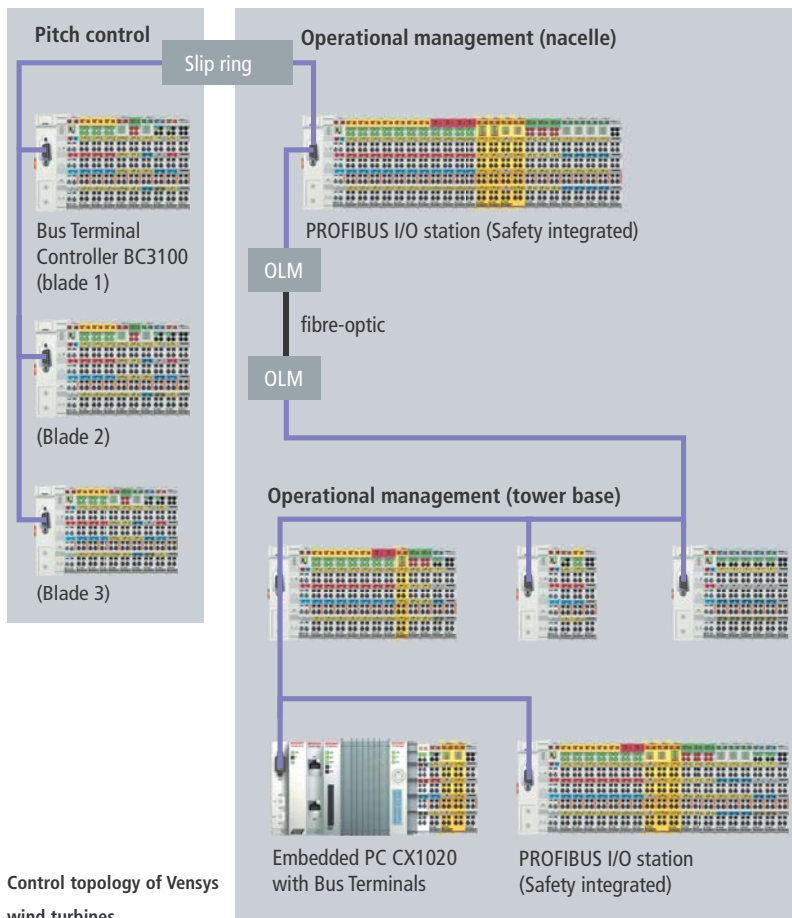 Pitch control
Slip ring
Operational management (nacelle)
Bus Terminal
Controller BC3100
(blade 1)
PROFIBUS I/O station (Safety integrated)
OLM
fibre-optic
OLM
(Blade 2)
Operational management (tower base)
(Blade 3)
Embedded PC CX1020
with Bus Terminals
PROFIBUS I/O station
(Safety integrated)
Control topology of Vensys
wind turbines